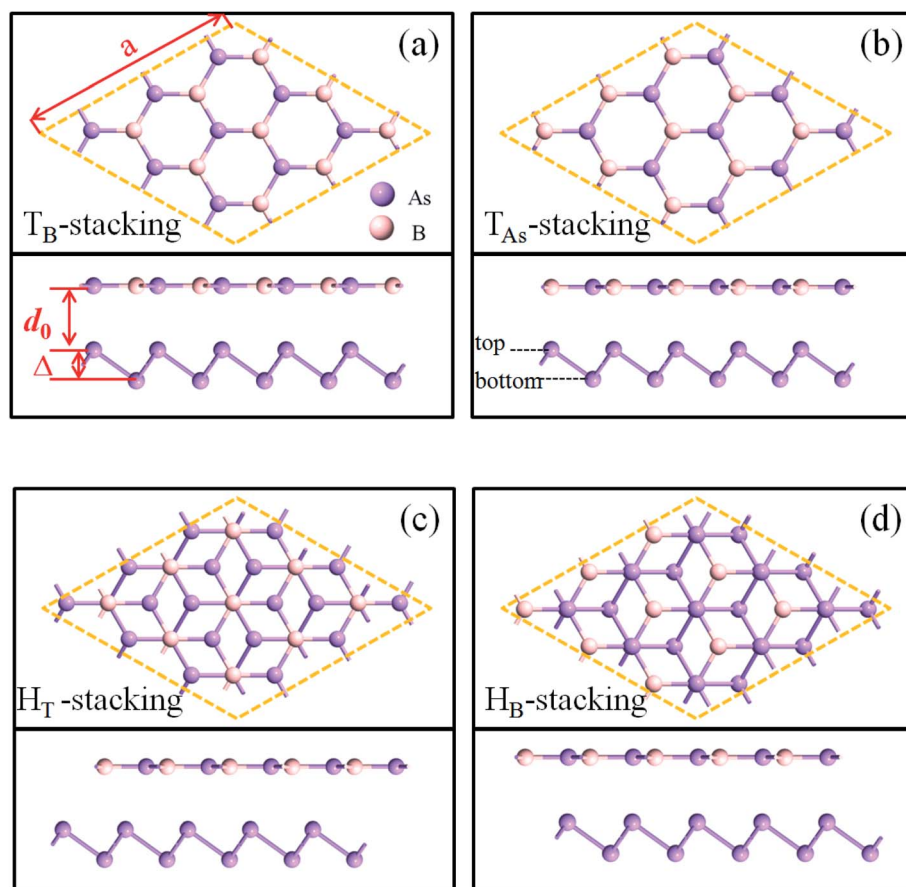 (a)
a
As
B
T_B-stacking
d_0
Δ
(b)
T_As-stacking
top
bottom
(c)
H_T-stacking
(d)
H_B-stacking